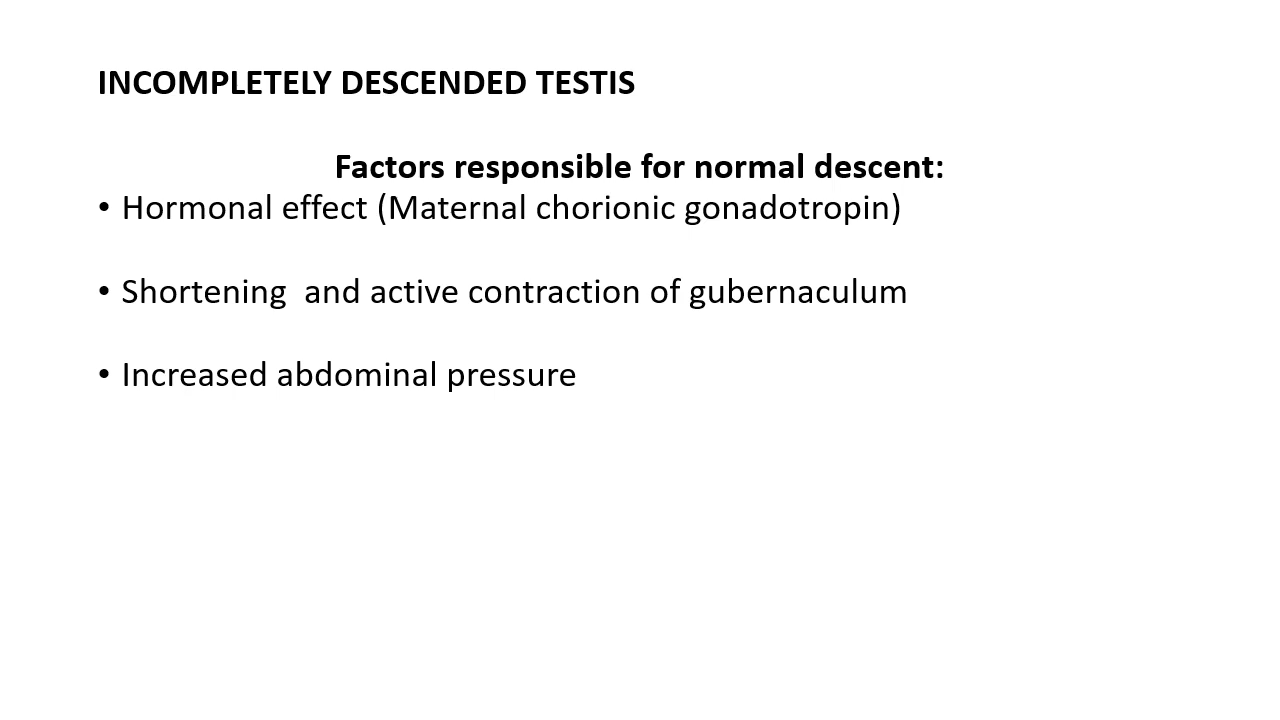 INCOMPLETELY DESCENDED TESTIS
Factors responsible for normal descent:
• Hormonal effect (Maternal chorionic gonadotropin)
• Shortening  and active contraction of gubernaculum
• Increased abdominal pressure